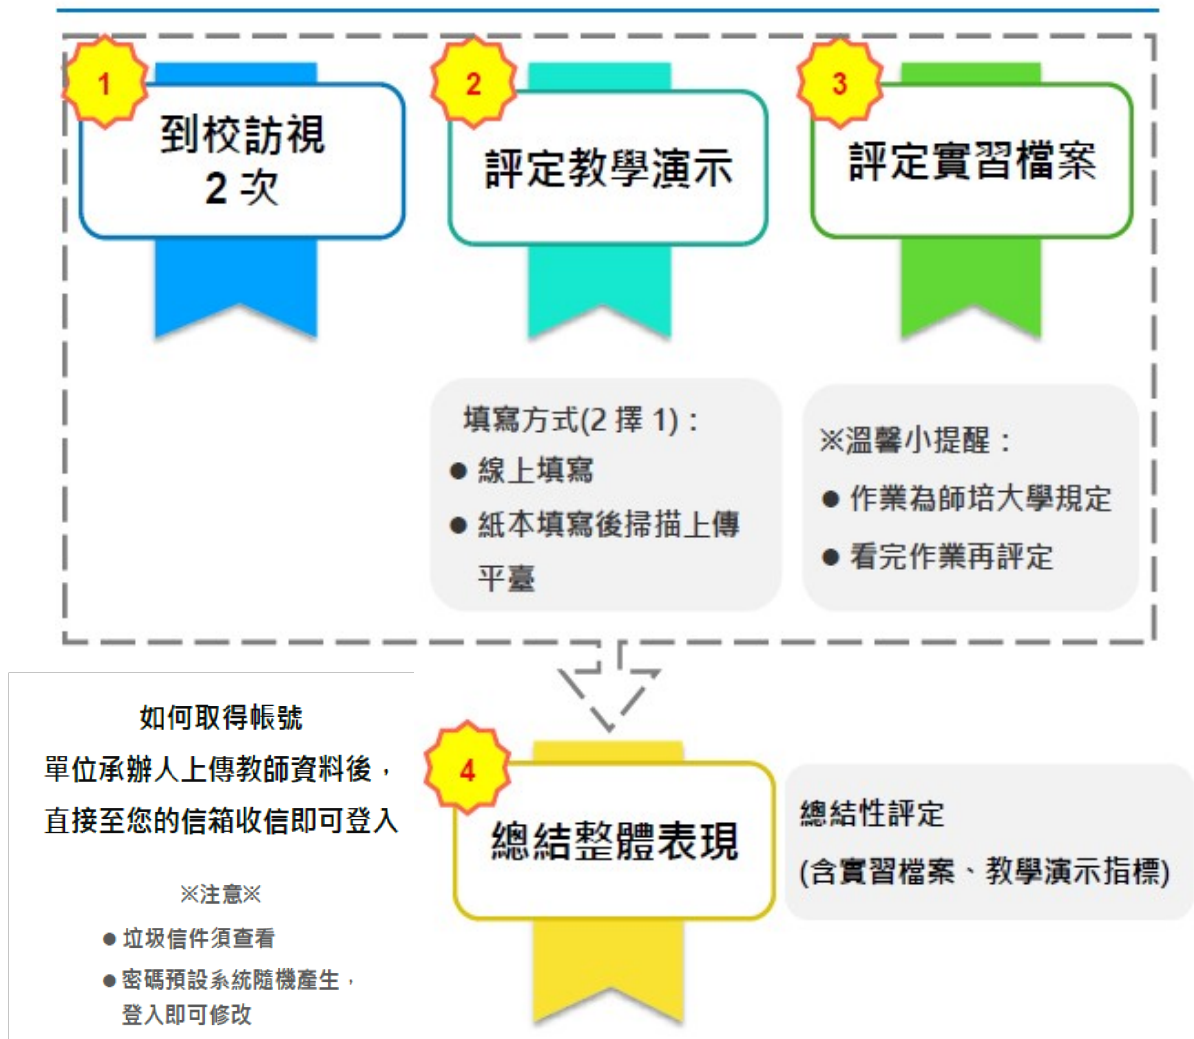 1
到校訪視
2 次
2
評定教學演示
3
評定實習檔案
填寫方式(2 擇 1)：
● 線上填寫
● 紙本填寫後掃描上傳
平臺
※溫馨小提醒：
● 作業為師培大學規定
● 看完作業再評定
如何取得帳號
單位承辦人上傳教師資料後，
直接至您的信箱收信即可登入
※注意※
● 垃圾信件須查看
● 密碼預設系統隨機產生，
登入即可修改
4
總結整體表現
總結性評定
(含實習檔案、教學演示指標)